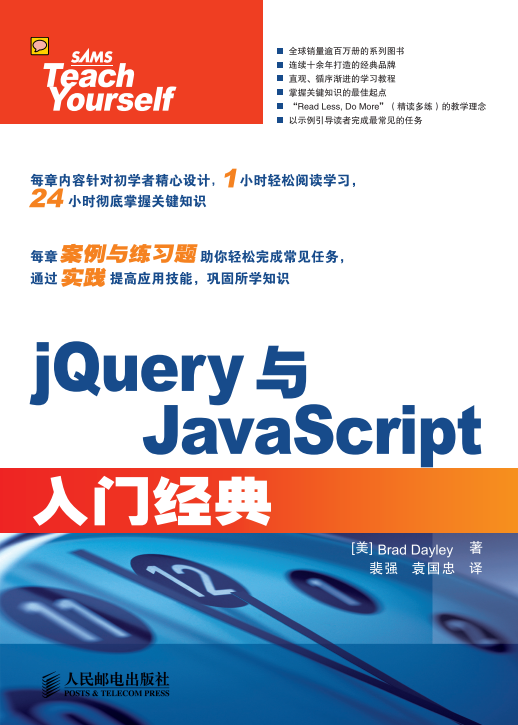 SAMS
Teach
Yourself
■ 全球销量逾百万册的系列图书
■ 连续十余年打造的经典品牌
■ 直观、循序渐进的学习教程
■ 掌握关键知识的最佳起点
■ “Read Less, Do More”（精读多练）的教学理念
■ 以示例引导读者完成最常见的任务
每章内容针对初学者精心设计，1小时轻松阅读学习，
24 小时彻底掌握关键知识
每章 案例与练习题 助你轻松完成常见任务，
通过 实践 提高应用技能，巩固所学知识
jQuery 与
JavaScript
入门经典
[美] Brad Dayley 著
裴强 袁国忠 译
11 12 1 2
人民邮电出版社
POSTS & TELECOM PRESS